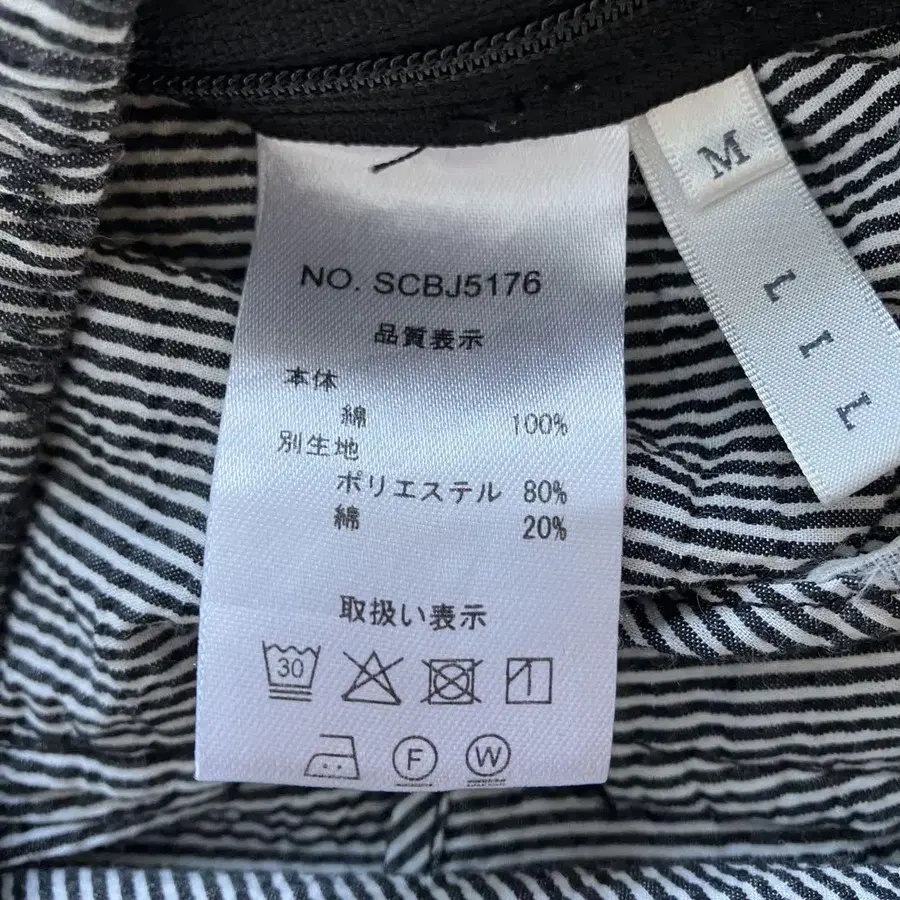 NO. SCBJ5176
品質表示
本体
綿 100%
別生地
ポリエステル 80%
綿 20%
取扱い表示
30
F W
M
LIL